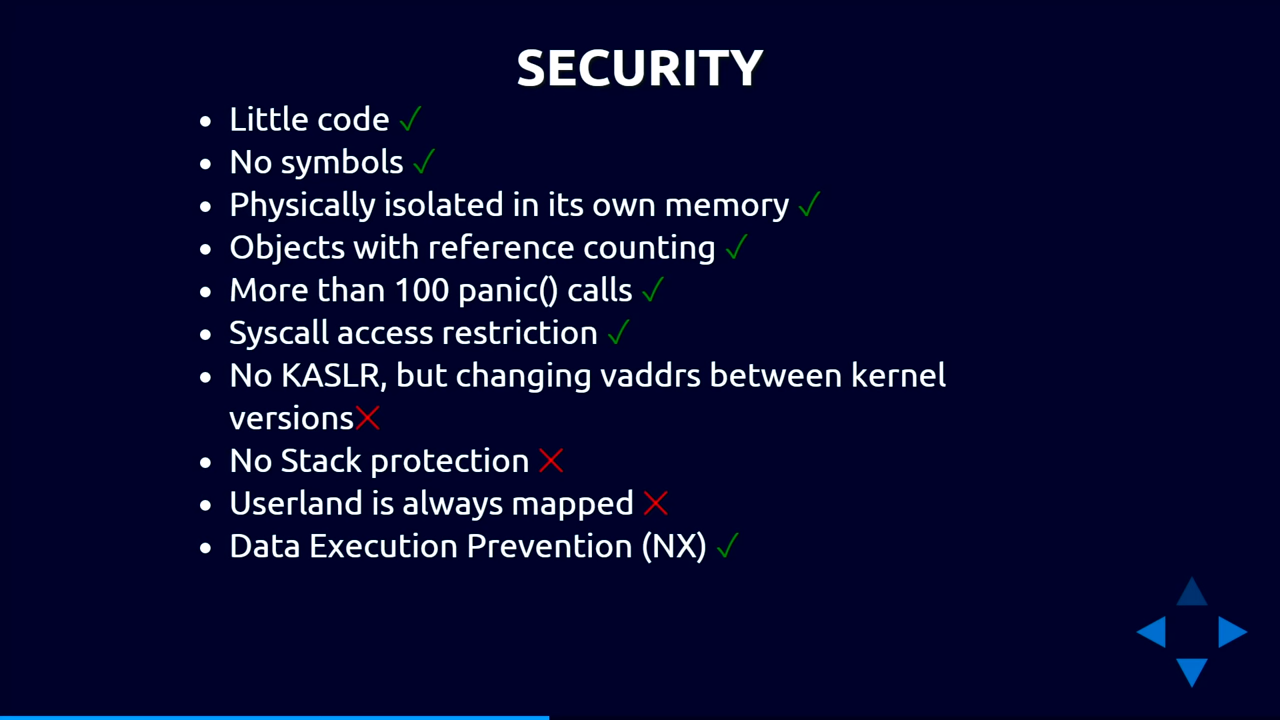 SECURITY
• Little code ✓
• No symbols ✓
• Physically isolated in its own memory ✓
• Objects with reference counting ✓
• More than 100 panic() calls ✓
• Syscall access restriction ✓
• No KASLR, but changing vaddrs between kernel
versions✕
• No Stack protection ✕
• Userland is always mapped ✕
• Data Execution Prevention (NX) ✓